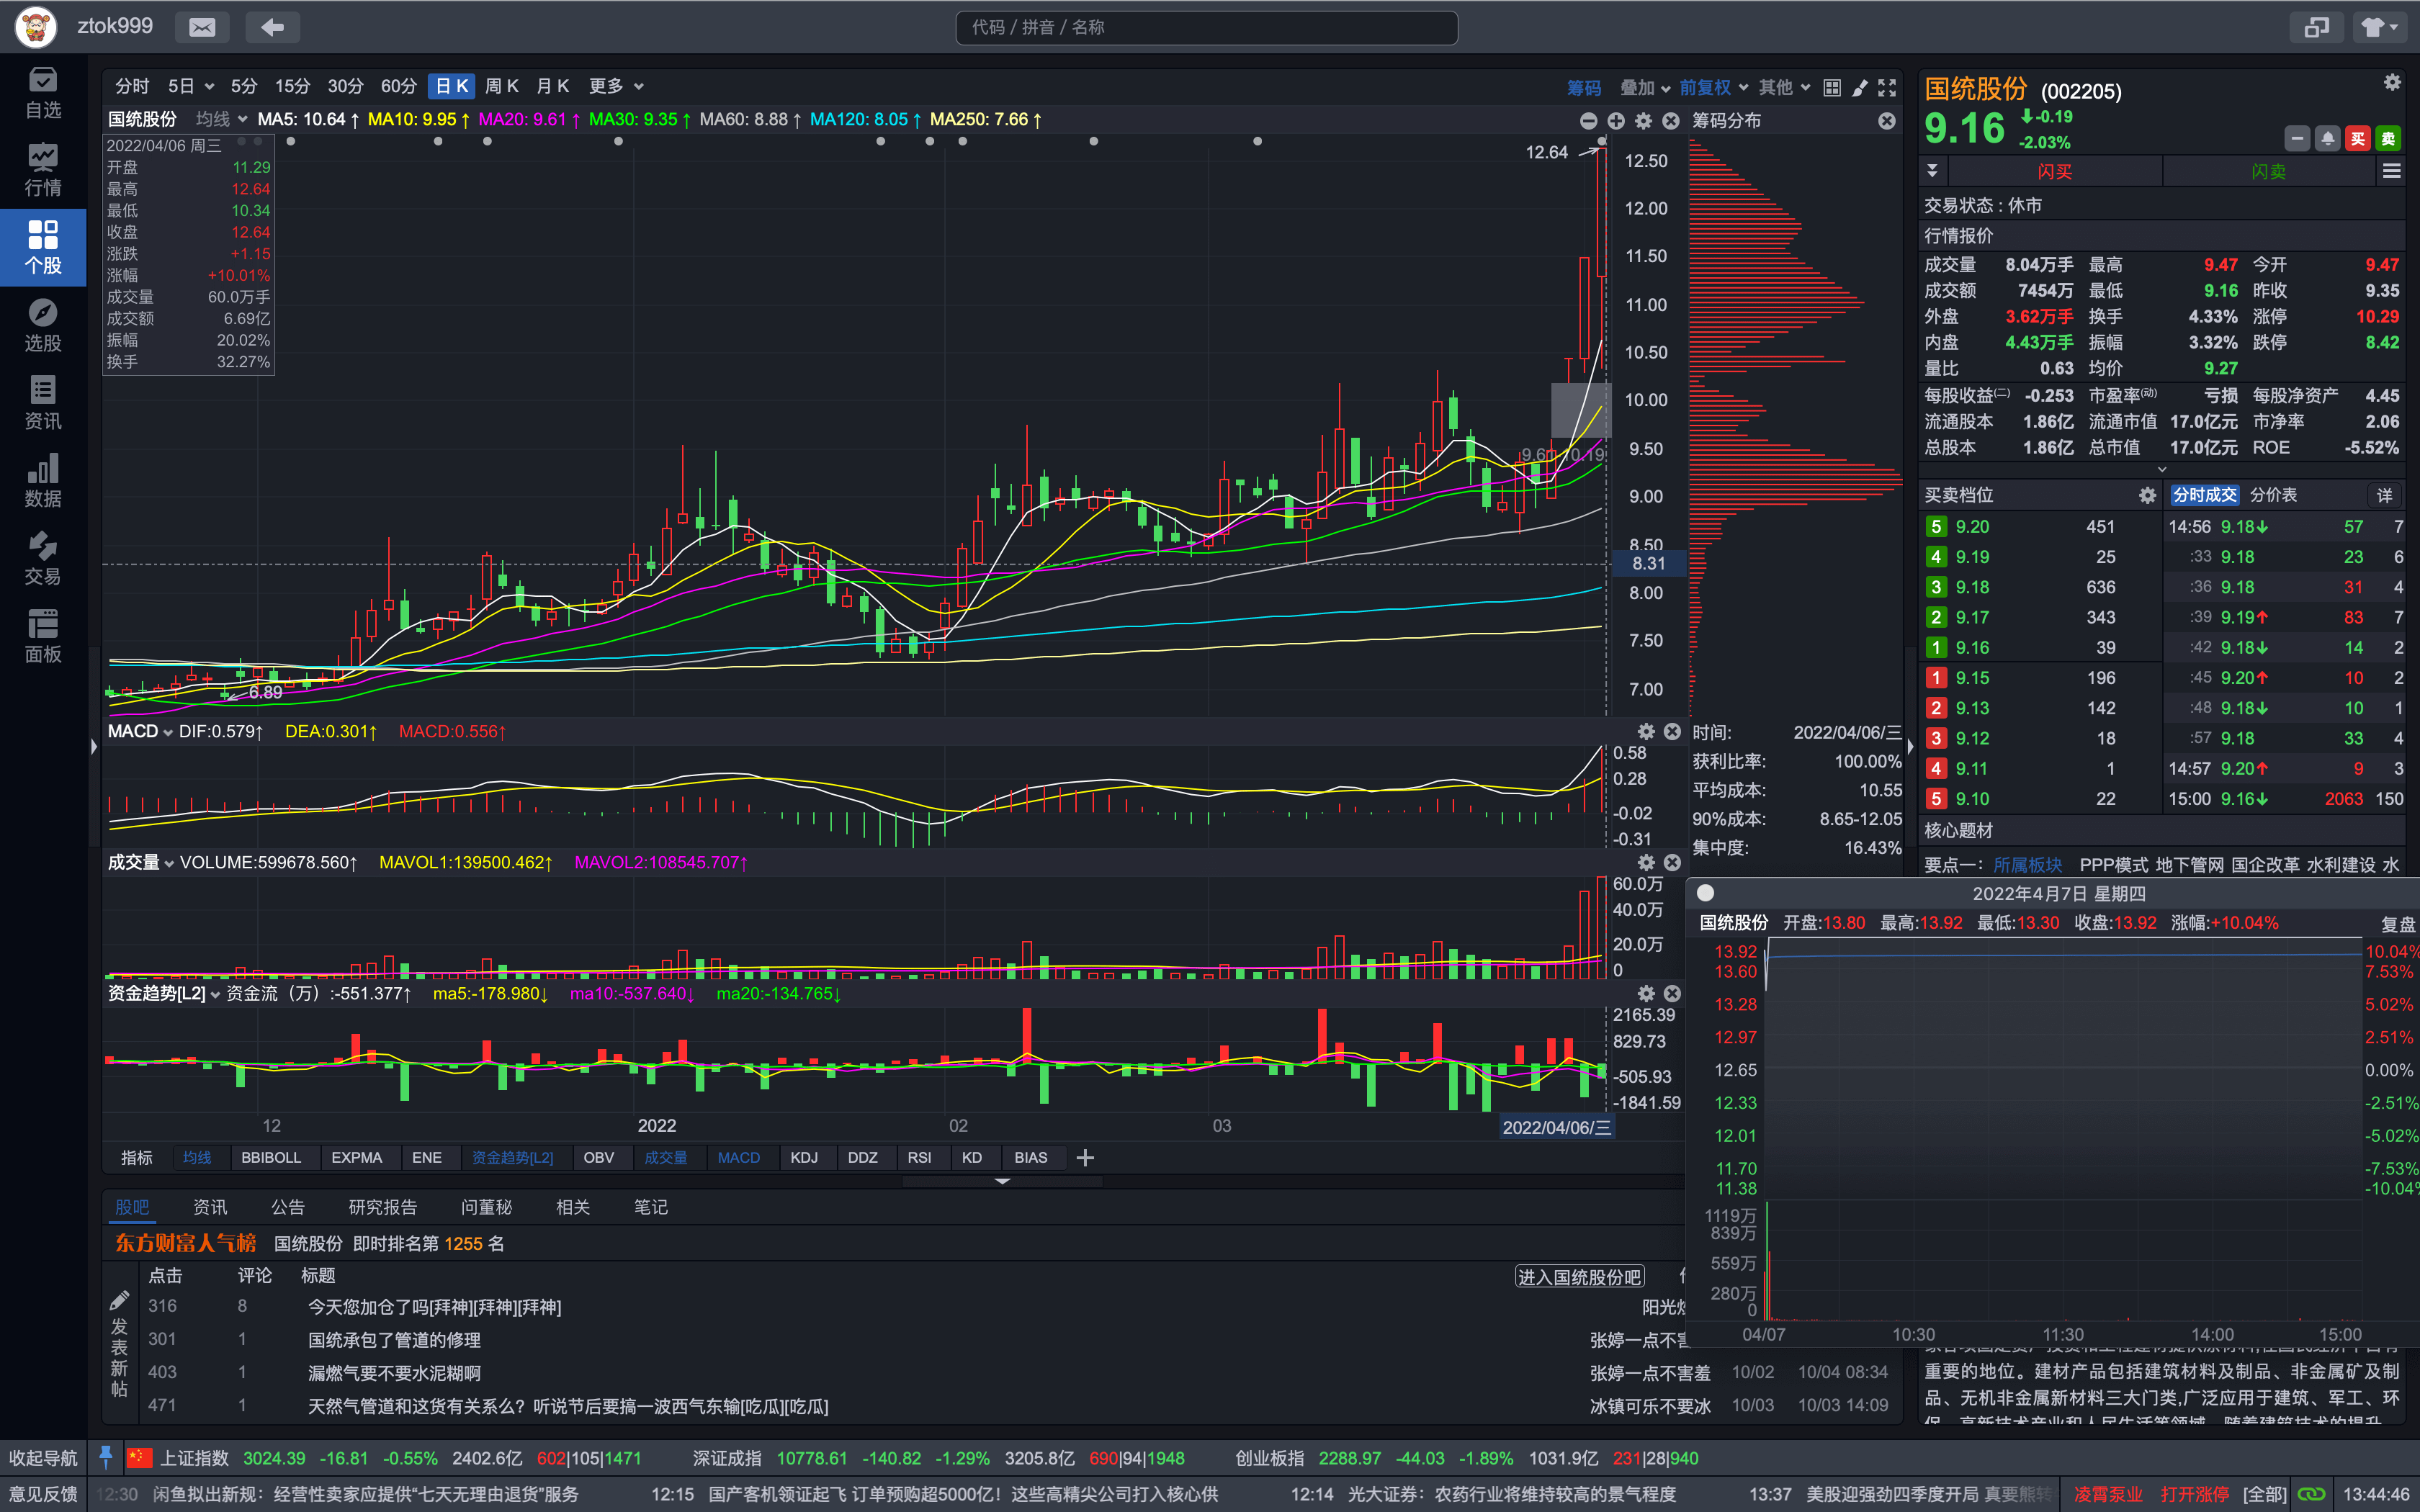 ztok999
代码 / 拼音 / 名称
自选
行情
个股
选股
资讯
数据
交易
面板
分时 5日 5分 15分 30分 60分 日K 周K 月K 更多 筹码 叠加 前复权 其他
国统股份 均线 MA5: 10.64↑ MA10: 9.95↑ MA20: 9.61↑ MA30: 9.35↑ MA60: 8.88↑ MA120: 8.05↑ MA250: 7.66↑
筹码分布
2022/04/06 周三
开盘 11.29
最高 12.64
最低 10.34
收盘 12.64
涨跌 +1.15
涨幅 +10.01%
成交量 60.0万手
成交额 6.69亿
振幅 20.02%
换手 32.27%
12.64
6.89
12.50
12.00
11.50
11.00
10.50
10.00
9.50
9.00
8.50
8.31
8.00
7.50
7.00
MACD DIF:0.579↑ DEA:0.301↑ MACD:0.556↑
0.58
0.28
-0.02
-0.31
成交量 VOLUME:599678.560↑ MAVOL1:139500.462↑ MAVOL2:108545.707↑
60.0万
40.0万
20.0万
0
资金趋势[L2] 资金流（万）:-551.377↑ ma5:-178.980↓ ma10:-537.640↓ ma20:-134.765↓
2165.39
829.73
-505.93
-1841.59
12 2022 02 03 2022/04/06/三
指标 均线 BBIBOLL EXPMA ENE 资金趋势[L2] OBV 成交量 MACD KDJ DDZ RSI KD BIAS
时间: 2022/04/06/三
获利比率: 100.00%
平均成本: 10.55
90%成本: 8.65-12.05
集中度: 16.43%
国统股份 (002205)
9.16 -0.19
-2.03%
买 卖
闪买 闪卖
交易状态 : 休市
行情报价
成交量 8.04万手 最高 9.47 今开 9.47
成交额 7454万 最低 9.16 昨收 9.35
外盘 3.62万手 换手 4.33% 涨停 10.29
内盘 4.43万手 振幅 3.32% 跌停 8.42
量比 0.63 均价 9.27
每股收益(二) -0.253 市盈率(动) 亏损 每股净资产 4.45
流通股本 1.86亿 流通市值 17.0亿元 市净率 2.06
总股本 1.86亿 总市值 17.0亿元 ROE -5.52%
买卖档位 分时成交 分价表 详
5 9.20 451 14:56 9.18↓ 57 7
4 9.19 25 :33 9.18 23 6
3 9.18 636 :36 9.18 31 4
2 9.17 343 :39 9.19↑ 83 7
1 9.16 39 :42 9.18↓ 14 2
1 9.15 196 :45 9.20↑ 10 2
2 9.13 142 :48 9.18↓ 10 1
3 9.12 18 :57 9.18 33 4
4 9.11 1 14:57 9.20↑ 9 3
5 9.10 22 15:00 9.16↓ 2063 150
核心题材
要点一: 所属板块 PPP模式 地下管网 国企改革 水利建设 水
2022年4月7日 星期四
国统股份 开盘:13.80 最高:13.92 最低:13.30 收盘:13.92 涨幅:+10.04% 复盘
13.92 10.04%
13.60 7.53%
13.28 5.02%
12.97 2.51%
12.65 0.00%
12.33 -2.51%
12.01 -5.02%
11.70 -7.53%
11.38 -10.04%
1119万
839万
559万
280万
0
04/07 10:30 11:30 14:00 15:00
重要的地位。建材产品包括建筑材料及制品、非金属矿及制
品、无机非金属新材料三大门类,广泛应用于建筑、军工、环
保、高新技术产业和人民生活等领域。随着建筑技术的提升
股吧 资讯 公告 研究报告 问董秘 相关 笔记
东方财富人气榜 国统股份 即时排名第 1255 名
发表新帖
点击 评论 标题 进入国统股份吧
316 8 今天您加仓了吗[拜神][拜神][拜神] 阳光
301 1 国统承包了管道的修理 张婷一点不害
403 1 漏燃气要不要水泥糊啊 张婷一点不害羞 10/02 10/04 08:34
471 1 天然气管道和这货有关系么？听说节后要搞一波西气东输[吃瓜][吃瓜] 冰镇可乐不要冰 10/03 10/03 14:09
收起导航 上证指数 3024.39 -16.81 -0.55% 2402.6亿 602|105|1471 深证成指 10778.61 -140.82 -1.29% 3205.8亿 690|94|1948 创业板指 2288.97 -44.03 -1.89% 1031.9亿 231|28|940
意见反馈 12:30 闲鱼拟出新规：经营性卖家应提供“七天无理由退货”服务 12:15 国产客机领证起飞 订单预购超5000亿！这些高精尖公司打入核心供 12:14 光大证券：农药行业将维持较高的景气程度 13:37 美股迎强劲四季度开局 真要熊转 凌霄泵业 打开涨停 [全部] 13:44:46